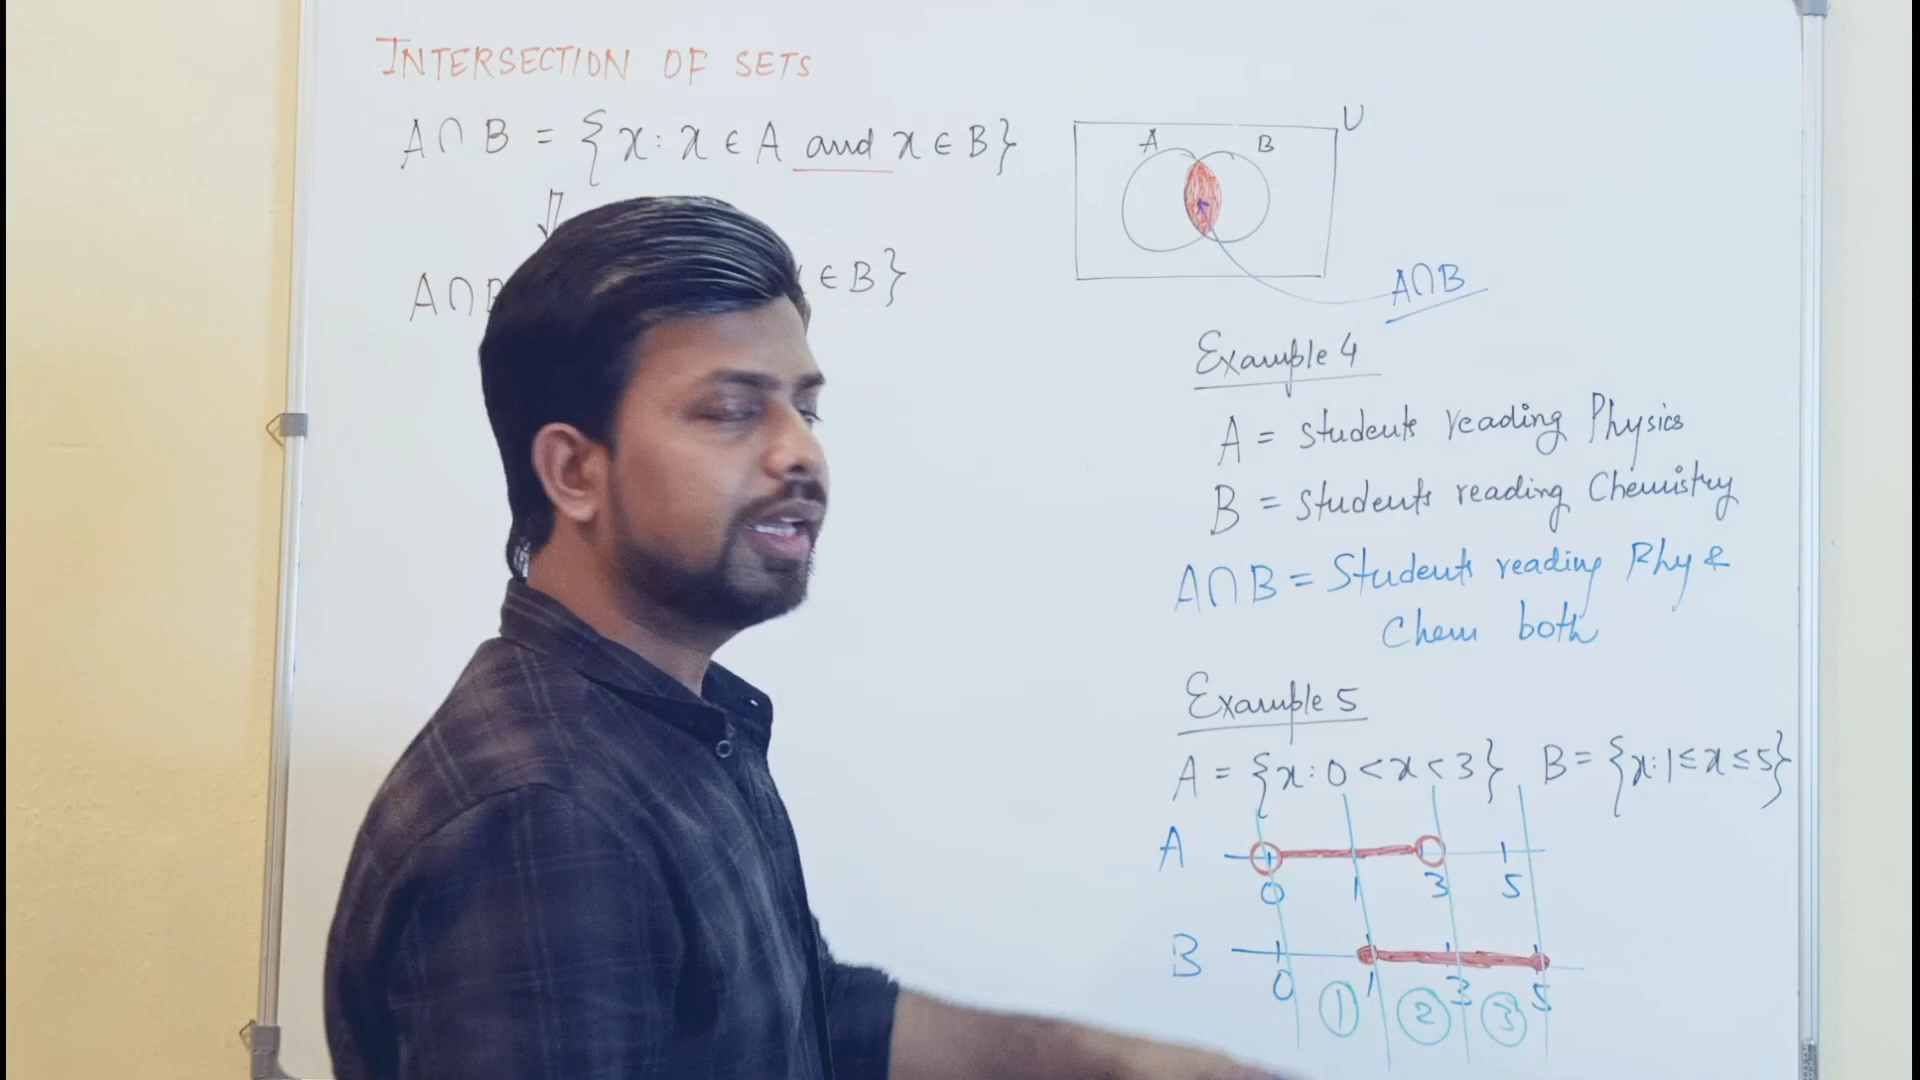 INTERSECTION OF SETS
A∩B = {x : x ∈ A and x ∈ B}
A∩
∈ B}
U
A B
A∩B
Example 4
A = students reading Physics
B = students reading Chemistry
A∩B = Students reading Phy &
Chem both
Example 5
A = {x : 0 < x < 3} B = {x : 1 ≤ x ≤ 5}
A
0 1 3 5
B
0 1 3 5
① ② ③